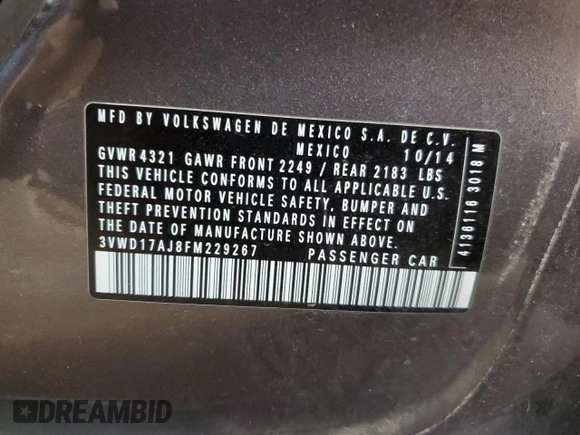 MFD BY VOLKSWAGEN DE MEXICO S.A. DE C.V.
MEXICO 10/14
GVWR 4321 GAWR FRONT 2249 / REAR 2183 LBS
THIS VEHICLE CONFORMS TO ALL APPLICABLE U.S.
FEDERAL MOTOR VEHICLE SAFETY, BUMPER AND
THEFT PREVENTION STANDARDS IN EFFECT ON
THE DATE OF MANUFACTURE SHOWN ABOVE.
3VWD17AJ8FM229267 PASSENGER CAR
4136116 3018 M
DREAMBID